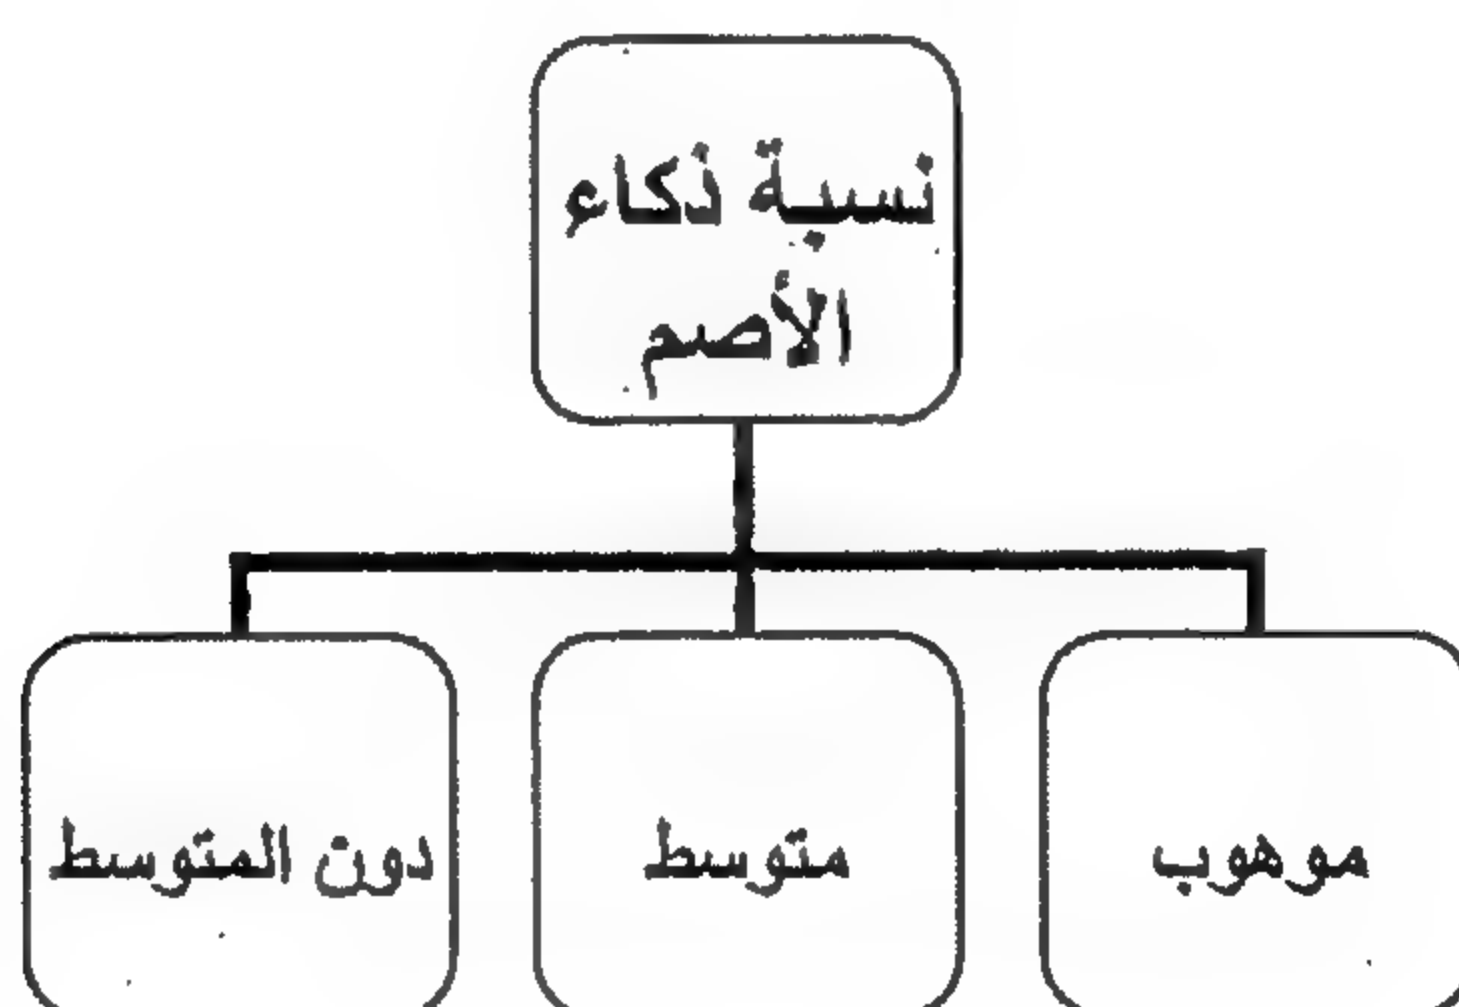 نسبة ذكاء
الأصم
موهوب
متوسط
دون المتوسط